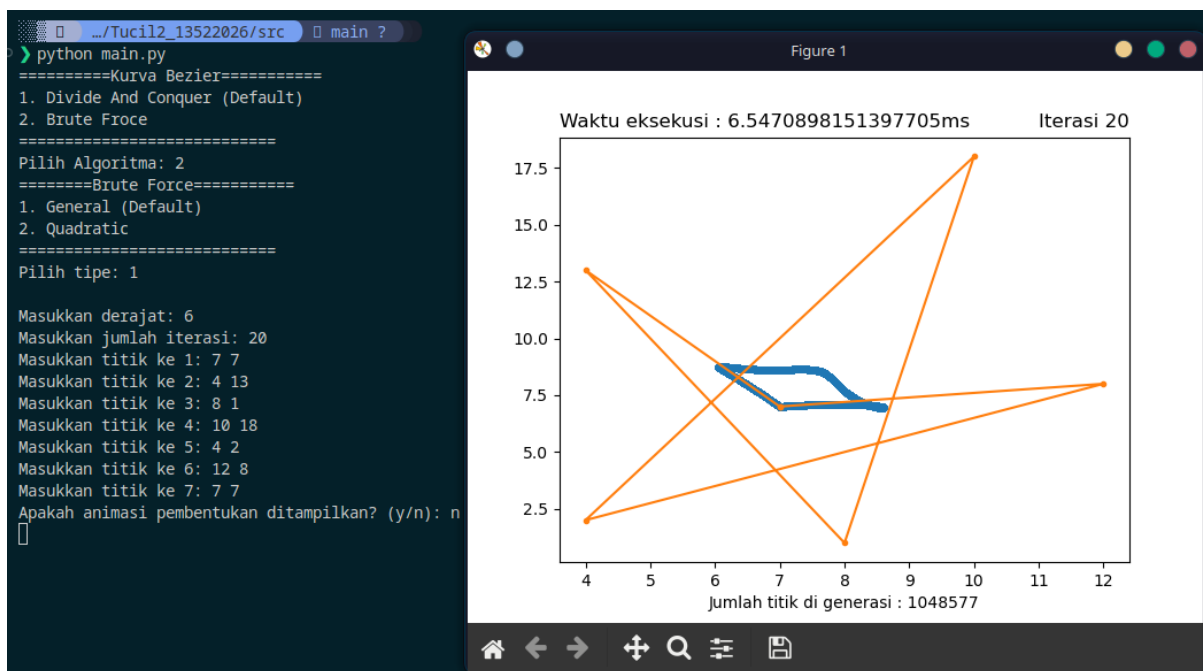 …/Tucil2_13522026/src main ?
❯ python main.py
==========Kurva Bezier===========
1. Divide And Conquer (Default)
2. Brute Froce
============================
Pilih Algoritma: 2
========Brute Force===========
1. General (Default)
2. Quadratic
============================
Pilih tipe: 1
Masukkan derajat: 6
Masukkan jumlah iterasi: 20
Masukkan titik ke 1: 7 7
Masukkan titik ke 2: 4 13
Masukkan titik ke 3: 8 1
Masukkan titik ke 4: 10 18
Masukkan titik ke 5: 4 2
Masukkan titik ke 6: 12 8
Masukkan titik ke 7: 7 7
Apakah animasi pembentukan ditampilkan? (y/n): n
Figure 1
Waktu eksekusi : 6.5470898151397705ms Iterasi 20
17.5
15.0
12.5
10.0
7.5
5.0
2.5
4 5 6 7 8 9 10 11 12
Jumlah titik di generasi : 1048577